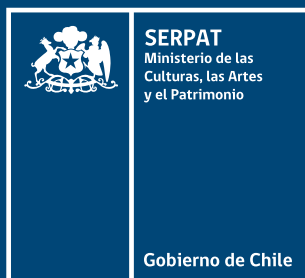 SERPAT
Ministerio de las
Culturas, las Artes
y el Patrimonio
Gobierno de Chile